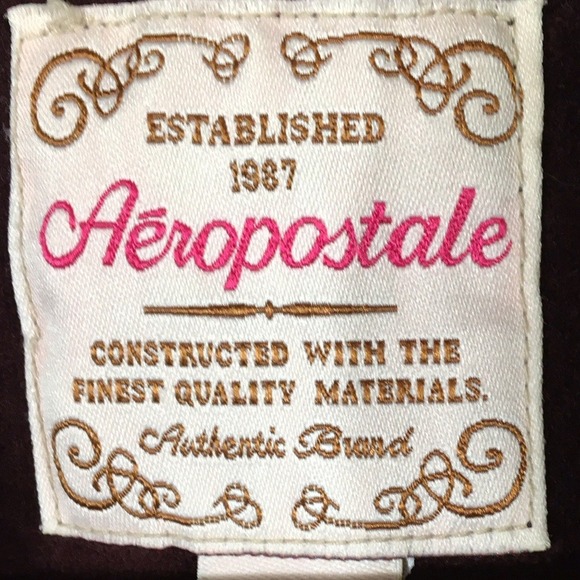 ESTABLISHED
1987
Aéropostale
CONSTRUCTED WITH THE
FINEST QUALITY MATERIALS.
Authentic Brand